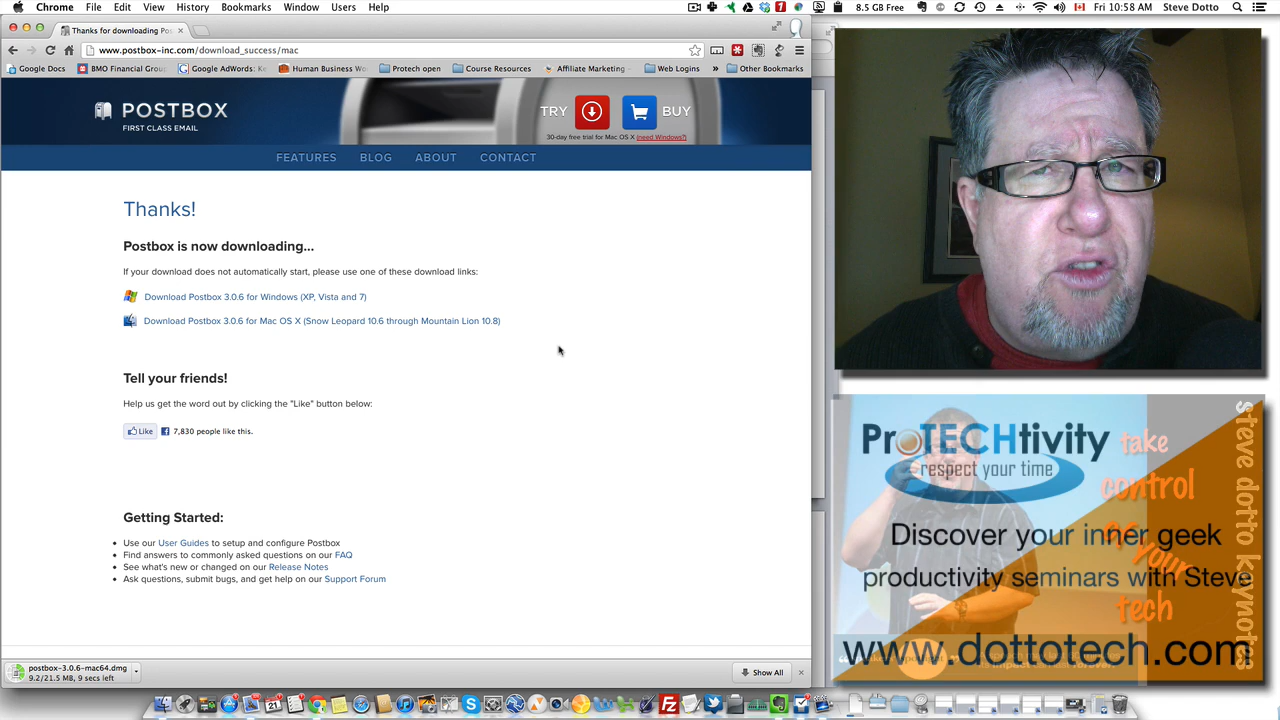 Chrome File Edit View History Bookmarks Window Users Help
8.5 GB Free Fri 10:58 AM Steve Dotto
Thanks for downloading Po
www.postbox-inc.com/download_success/mac
Google Docs BMO Financial Grou Google AdWords: Ke Human Business Wo Protech open Course Resources Affiliate Marketing Web Logins » Other Bookmarks
POSTBOX
FIRST CLASS EMAIL
TRY BUY
30-day free trial for Mac OS X (need Windows?)
FEATURES BLOG ABOUT CONTACT
Thanks!
Postbox is now downloading...
If your download does not automatically start, please use one of these download links:
Download Postbox 3.0.6 for Windows (XP, Vista and 7)
Download Postbox 3.0.6 for Mac OS X (Snow Leopard 10.6 through Mountain Lion 10.8)
Tell your friends!
Help us get the word out by clicking the "Like" button below:
Like 7,830 people like this.
Getting Started:
Use our User Guides to setup and configure Postbox
Find answers to commonly asked questions on our FAQ
See what's new or changed on our Release Notes
Ask questions, submit bugs, and get help on our Support Forum
postbox-3.0.6-mac64.dmg
9.2/21.5 MB, 9 secs left
Show All
ProTECHtivity
respect your time
take
control
of your
tech
Discover your inner geek
productivity seminars with Steve
www.dottotech.com
steve dotto keynotes